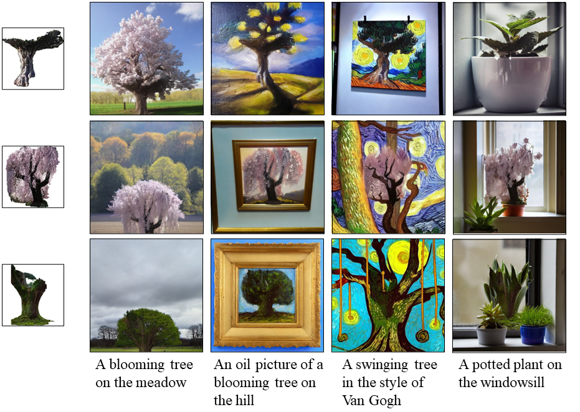 A blooming tree
on the meadow
An oil picture of a
blooming tree on
the hill
A swinging tree
in the style of
Van Gogh
A potted plant on
the windowsill